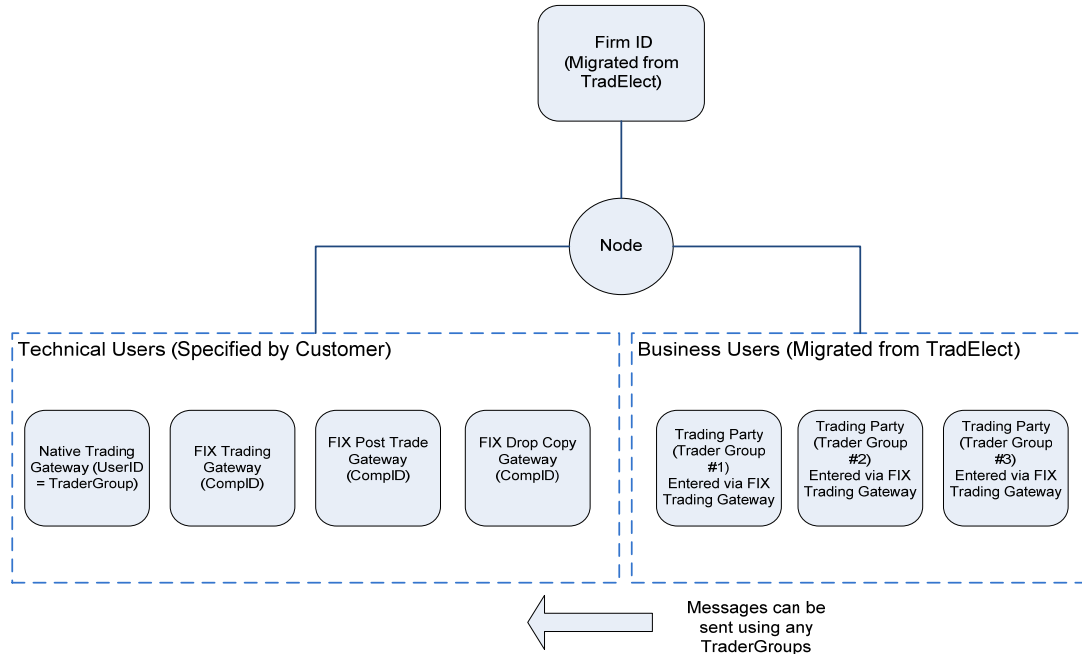 Firm ID
(Migrated from
TradElect)
Node
Technical Users (Specified by Customer)
Business Users (Migrated from TradElect)
Native Trading
Gateway (UserID
= TraderGroup)
FIX Trading
Gateway
(CompID)
FIX Post Trade
Gateway
(CompID)
FIX Drop Copy
Gateway
(CompID)
Trading Party
(Trader Group
#1)
Entered via FIX
Trading Gateway
Trading Party
(Trader Group
#2)
Entered via FIX
Trading Gateway
Trading Party
(Trader Group
#3)
Entered via FIX
Trading Gateway
Messages can be
sent using any
TraderGroups